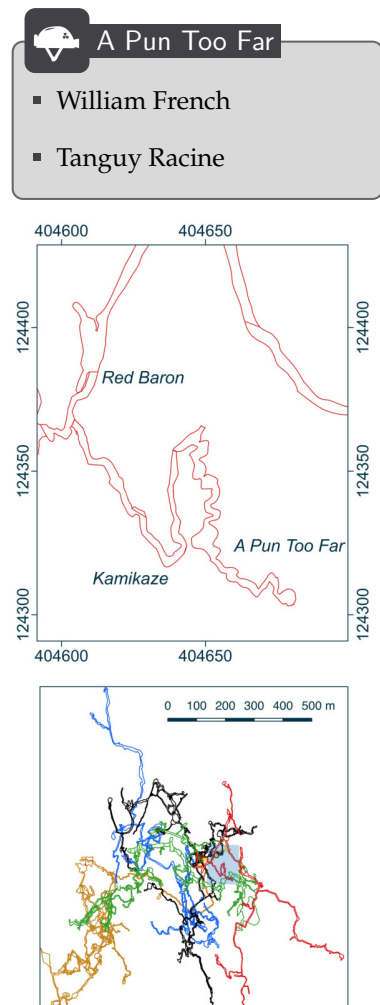 A Pun Too Far
William French
Tanguy Racine
404600 404650
124400 124400
Red Baron
124350 124350
A Pun Too Far
Kamikaze
124300 124300
404600 404650
0 100 200 300 400 500 m